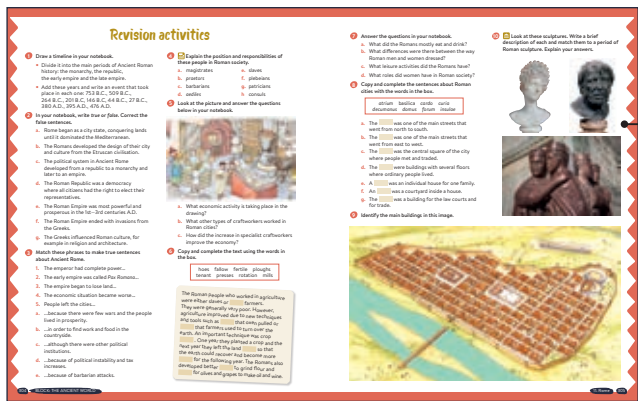 Revision activities
1 Draw a timeline in your notebook.
• Divide it into the main periods of Ancient Roman
history: the monarchy, the republic,
the early empire and the late empire.
• Add these years and write an event that took
place in each one: 753 B.C., 509 B.C.,
264 B.C., 201 B.C., 146 B.C., 44 B.C., 27 B.C.,
380 A.D., 395 A.D., 476 A.D.
2 In your notebook, write true or false. Correct the
false sentences.
a. Rome began as a city state, conquering lands
until it dominated the Mediterranean.
b. The Romans developed the design of their city
and culture from the Etruscan civilisation.
c. The political system in Ancient Rome
developed from a republic to a monarchy and
later to an empire.
d. The Roman Republic was a democracy
where all citizens had the right to elect their
representatives.
e. The Roman Empire was most powerful and
prosperous in the 1st–3rd centuries A.D.
f. The Roman Empire ended with invasions from
the Greeks.
g. The Greeks influenced Roman culture, for
example in religion and architecture.
3 Match these phrases to make true sentences
about Ancient Rome.
1. The emperor had complete power...
2. The early empire was called Pax Romana...
3. The empire began to lose land...
4. The economic situation became worse...
5. People left the cities...
a. ...because there were few wars and the people
lived in prosperity.
b. ...in order to find work and food in the
countryside.
c. ...although there were other political
institutions.
d. ...because of political instability and tax
increases.
e. ...because of barbarian attacks.
4 Explain the position and responsibilities of
these people in Roman society.
a. magistrates e. slaves
b. praetors f. plebeians
c. barbarians g. patricians
d. aediles h. consuls
5 Look at the picture and answer the questions
below in your notebook.
a. What economic activity is taking place in the
drawing?
b. What other types of craftworkers worked in
Roman cities?
c. How did the increase in specialist craftworkers
improve the economy?
6 Copy and complete the text using the words in
the box.
hoes fallow fertile ploughs
tenant presses rotation mills
The Roman people who worked in agriculture
were either slaves or farmers.
They were generally very poor. However,
agriculture improved due to new techniques
and tools such as that oxen pulled or
that farmers used to turn over the
earth. An important technique was crop
. One year they planted a crop and the
next year they left the land so that
the earth could recover and become more
for the following year. The Romans also
developed better to grind flour and
for olives and grapes to make oil and wine.
BLOCK: THE ANCIENT WORLD
7 Answer the questions in your notebook.
a. What did the Romans mostly eat and drink?
b. What differences were there between the way
Roman men and women dressed?
c. What leisure activities did the Romans have?
d. What roles did women have in Roman society?
8 Copy and complete the sentences about Roman
cities with the words in the box.
atrium basilica cardo curia
decumanus domus forum insulae
a. The was one of the main streets that
went from north to south.
b. The was one of the main streets that
went from east to west.
c. The was the central square of the city
where people met and traded.
d. The were buildings with several floors
where ordinary people lived.
e. A was an individual house for one family.
f. An was a courtyard inside a house.
g. The was a building for the law courts and
for trade.
9 Identify the main buildings in this image.
10 Look at these sculptures. Write a brief
description of each and match them to a period of
Roman sculpture. Explain your answers.